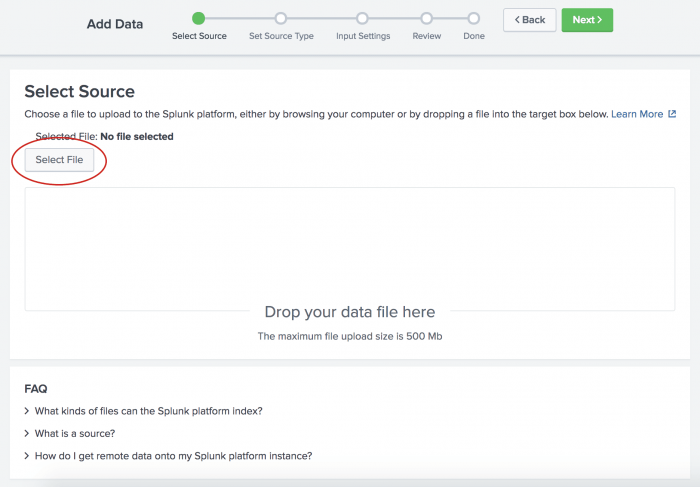 Add Data
Select Source
Set Source Type
Input Settings
Review
Done
< Back
Next >
Select Source
Choose a file to upload to the Splunk platform, either by browsing your computer or by dropping a file into the target box below. Learn More
Selected File: No file selected
Select File
Drop your data file here
The maximum file upload size is 500 Mb
FAQ
> What kinds of files can the Splunk platform index?
> What is a source?
> How do I get remote data onto my Splunk platform instance?